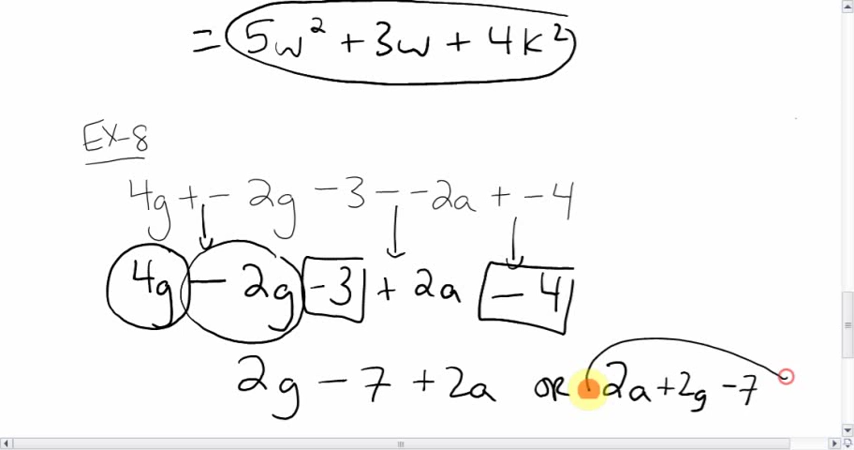 = 5w² + 3w + 4k²
EX-8
4g + - 2g - 3 - - 2a + - 4
4g - 2g - 3 + 2a - 4
2g - 7 + 2a OR 2a + 2g - 7